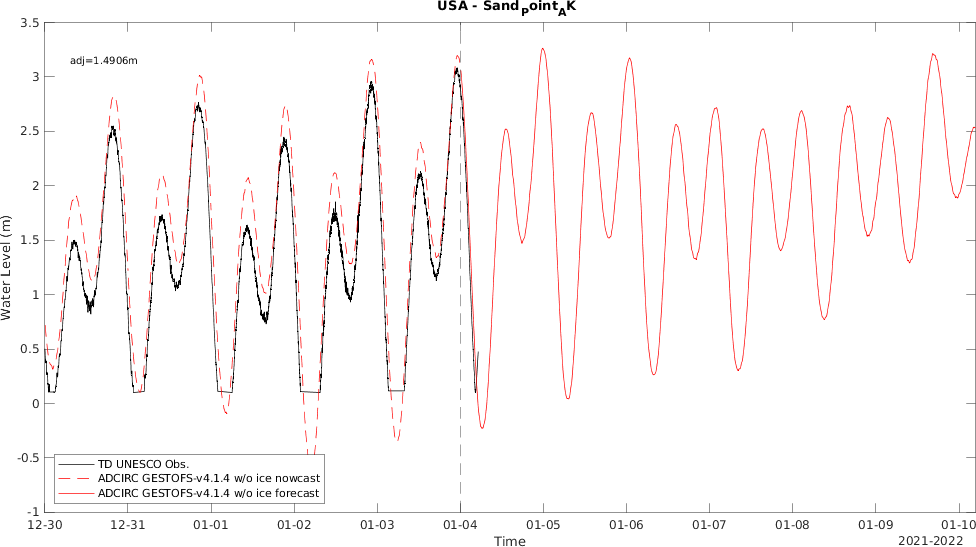 USA - SandPointAK
3.5
adj=1.4906m
3
2.5
2
1.5
1
0.5
0
-0.5
-1
Water Level (m)
TD UNESCO Obs.
ADCIRC GESTOFS-v4.1.4 w/o ice nowcast
ADCIRC GESTOFS-v4.1.4 w/o ice forecast
12-30 12-31 01-01 01-02 01-03 01-04 01-05 01-06 01-07 01-08 01-09 01-10
Time
2021-2022